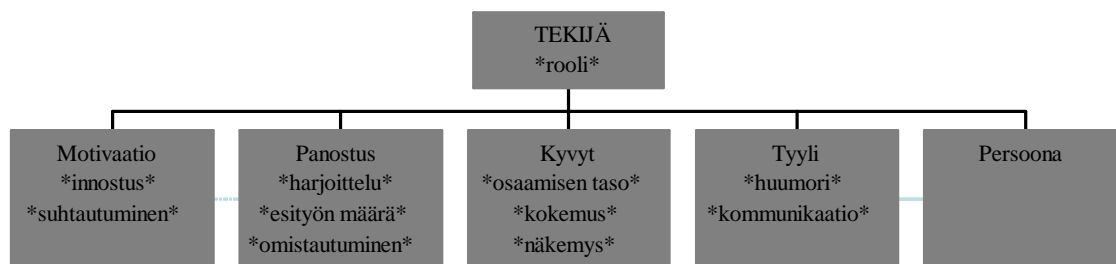 TEKIJÄ
*rooli*
Motivaatio
*innostus*
*suhtautuminen*
Panostus
*harjoittelu*
*esityön määrä*
*omistautuminen*
Kyvyt
*osaamisen taso*
*kokemus*
*näkemys*
Tyyli
*huumori*
*kommunikaatio*
Persoona